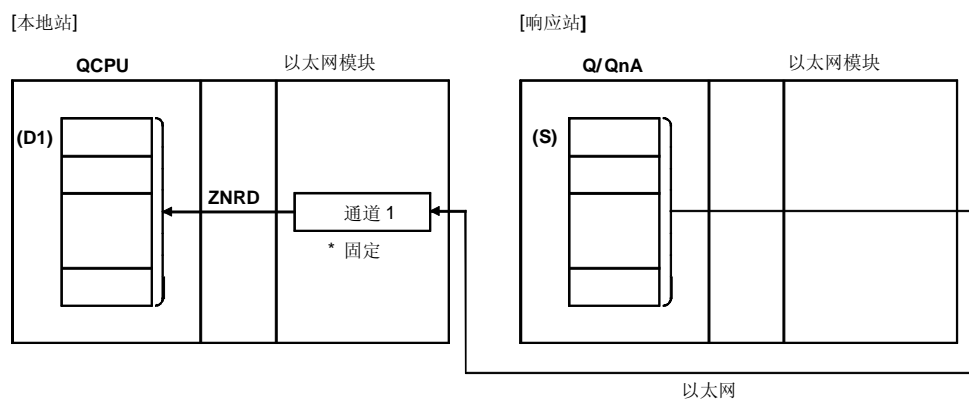 [本地站]
[响应站]
QCPU
以太网模块
Q/QnA
以太网模块
(D1)
(S)
ZNRD
通道 1
* 固定
以太网